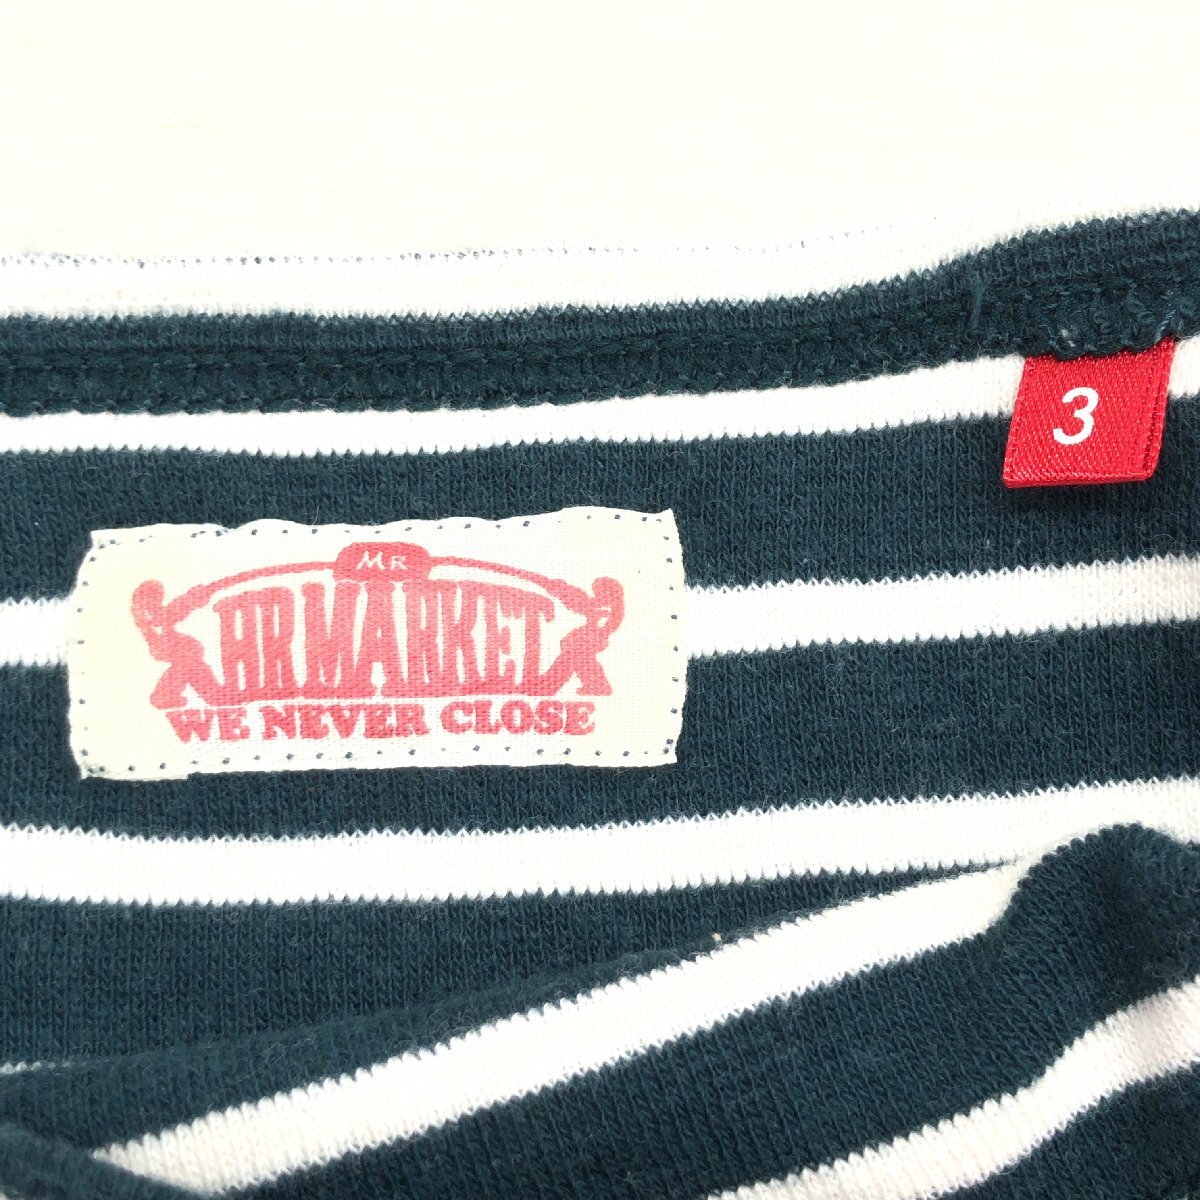 MR
HRMARKET
WE NEVER CLOSE
3